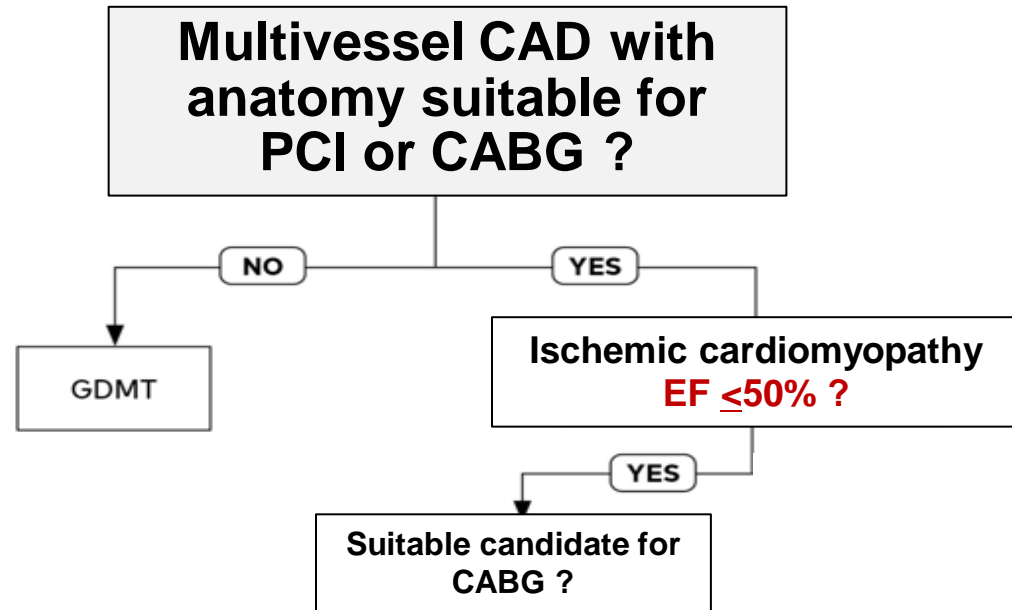 Multivessel CAD with
anatomy suitable for
PCI or CABG ?
NO
YES
GDMT
Ischemic cardiomyopathy
EF <50% ?
YES
Suitable candidate for
CABG ?